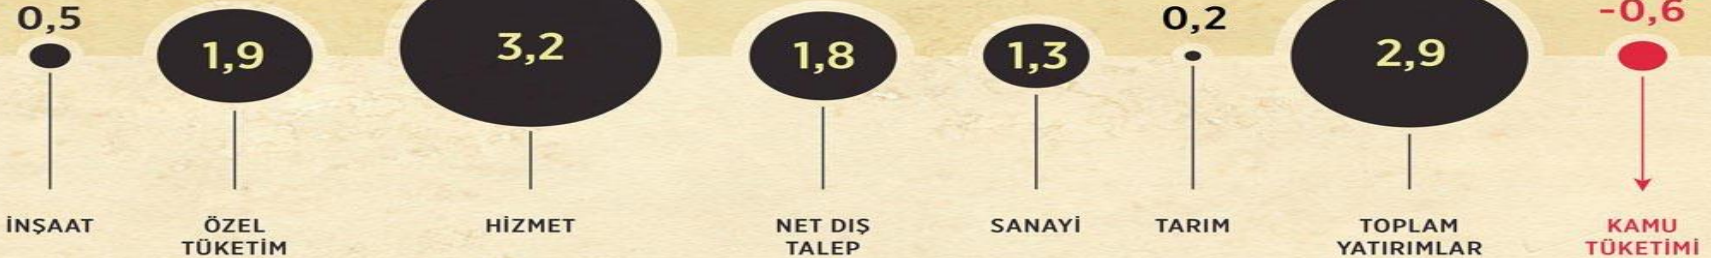 0,5
1,9
3,2
1,8
1,3
0,2
2,9
-0,6
İNŞAAT
ÖZEL
TÜKETİM
HİZMET
NET DIŞ
TALEP
SANAYİ
TARIM
TOPLAM
YATIRIMLAR
KAMU
TÜKETİMİ